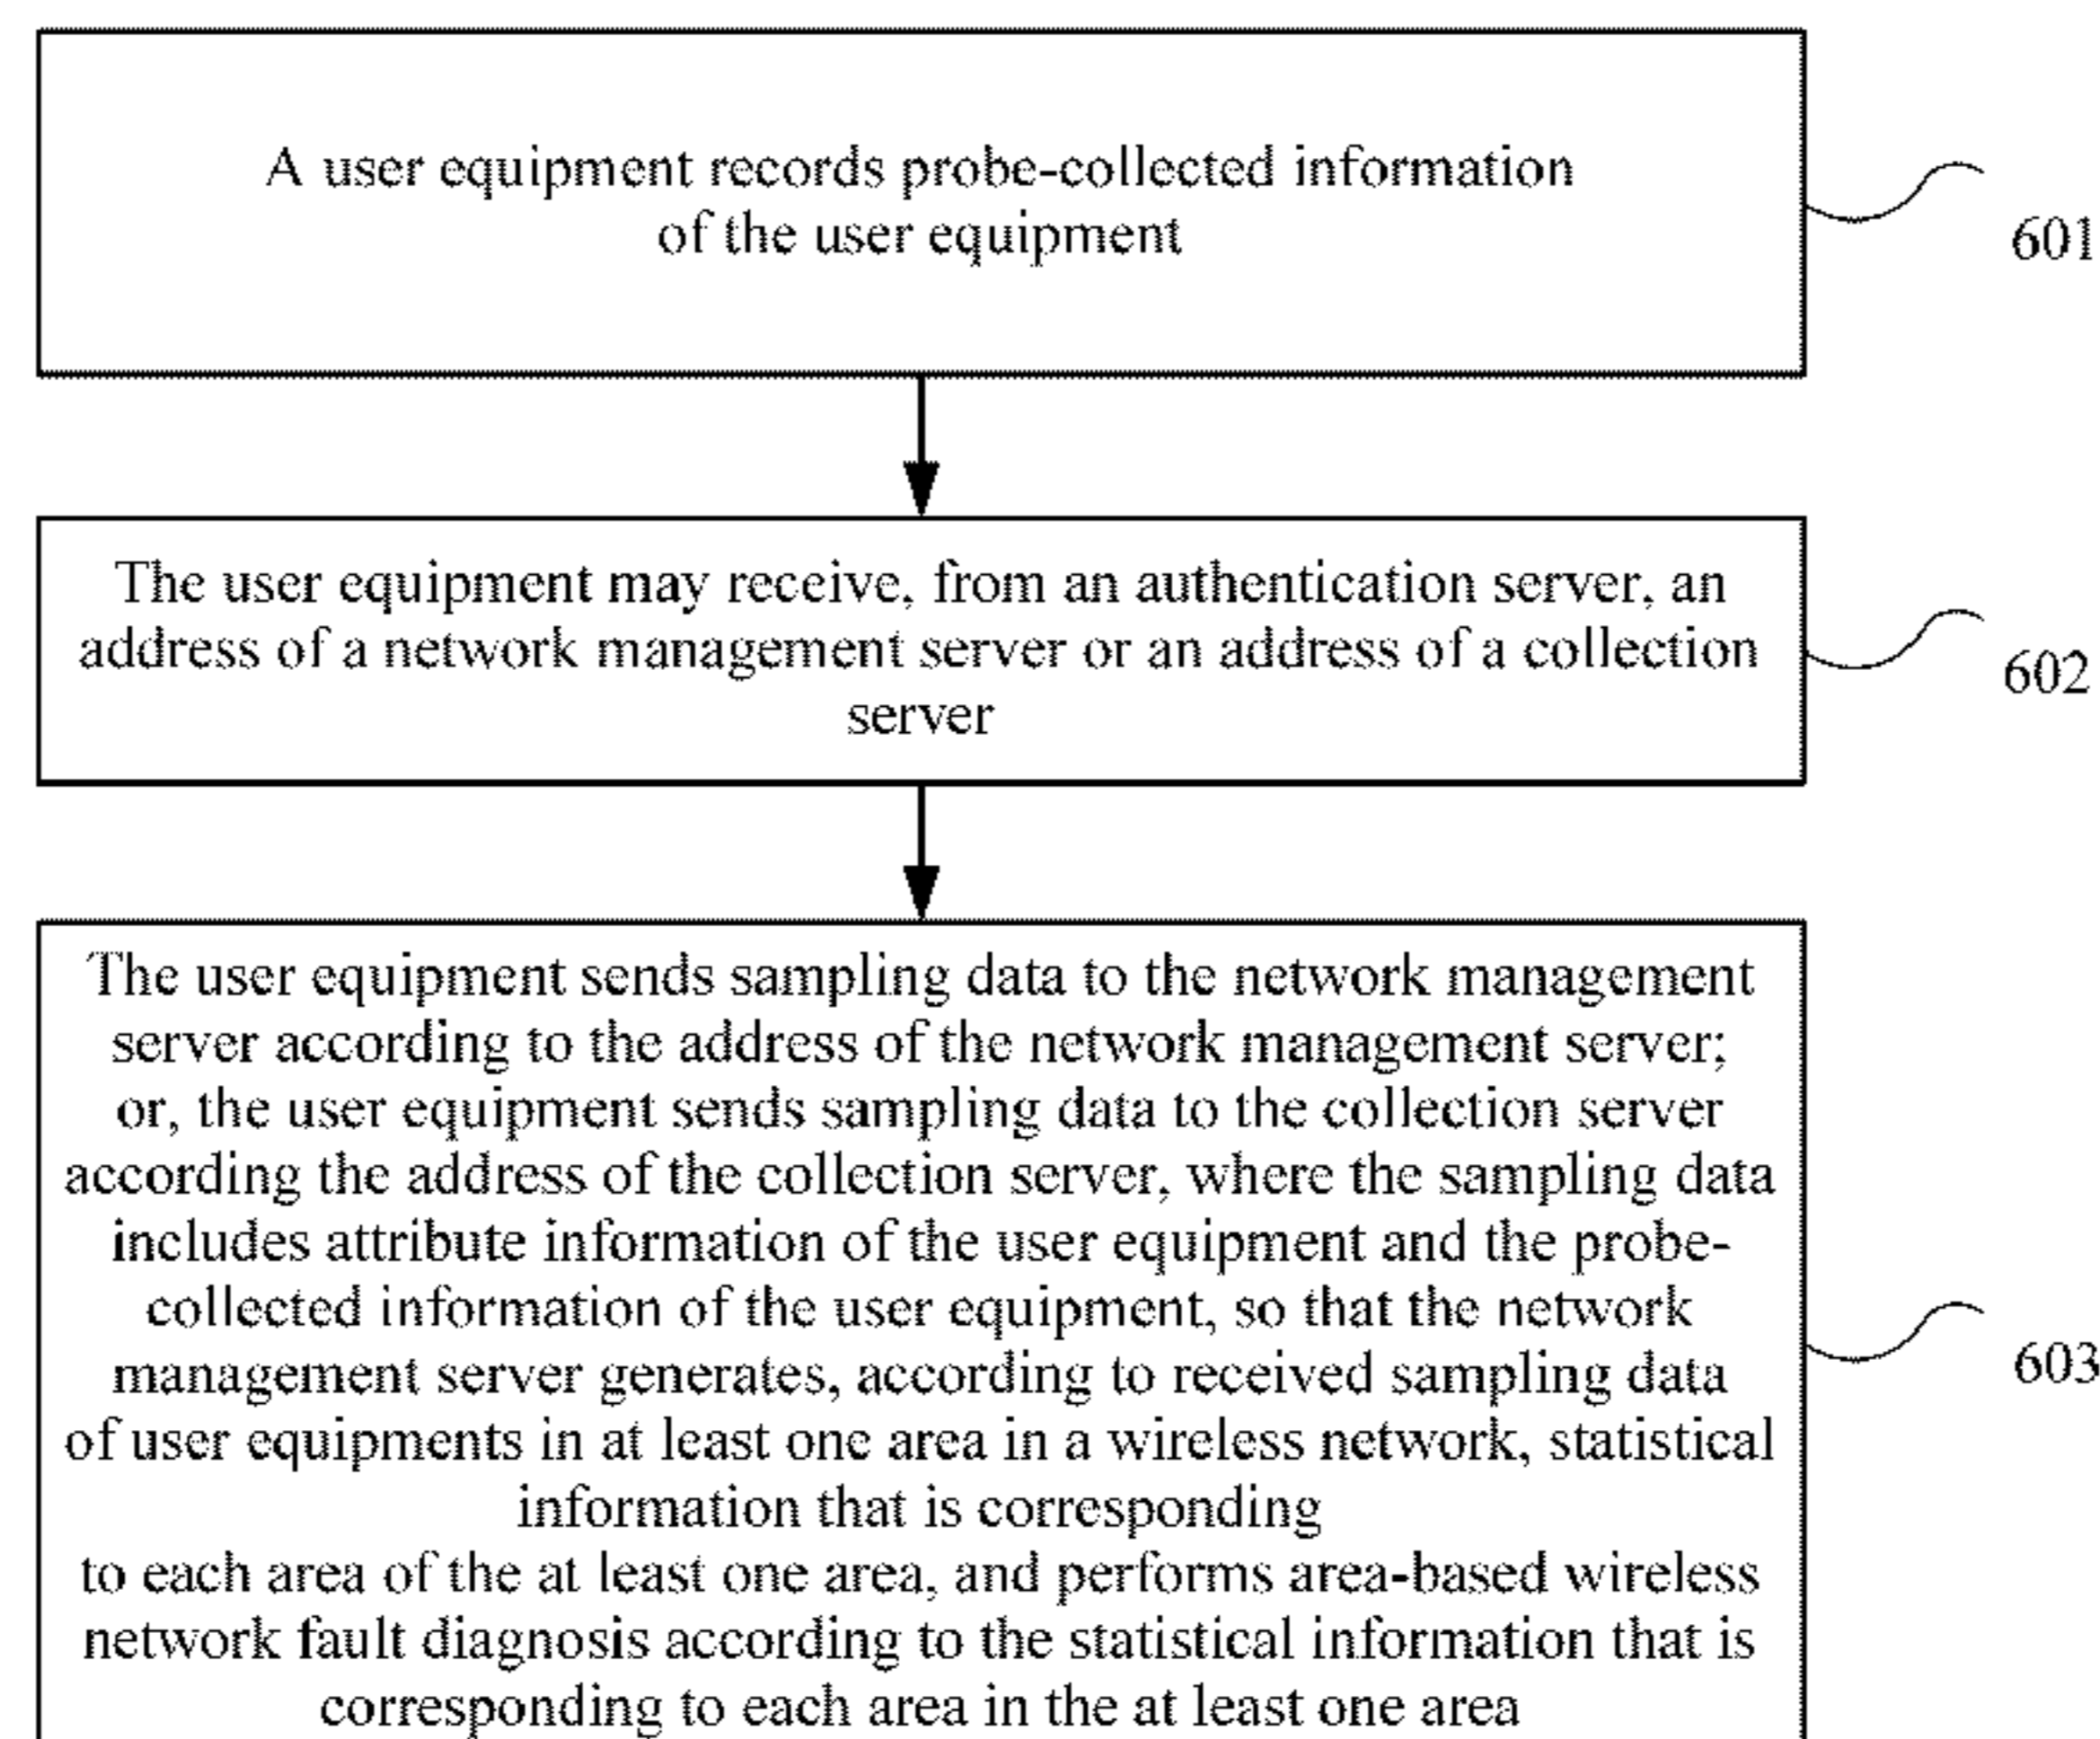 A user equipment records probe-collected information
of the user equipment
601
The user equipment may receive, from an authentication server, an
address of a network management server or an address of a collection
server
602
The user equipment sends sampling data to the network management
server according to the address of the network management server;
or, the user equipment sends sampling data to the collection server
according the address of the collection server, where the sampling data
includes attribute information of the user equipment and the probe-
collected information of the user equipment, so that the network
management server generates, according to received sampling data
of user equipments in at least one area in a wireless network, statistical
information that is corresponding
to each area of the at least one area, and performs area-based wireless
network fault diagnosis according to the statistical information that is
corresponding to each area in the at least one area
603